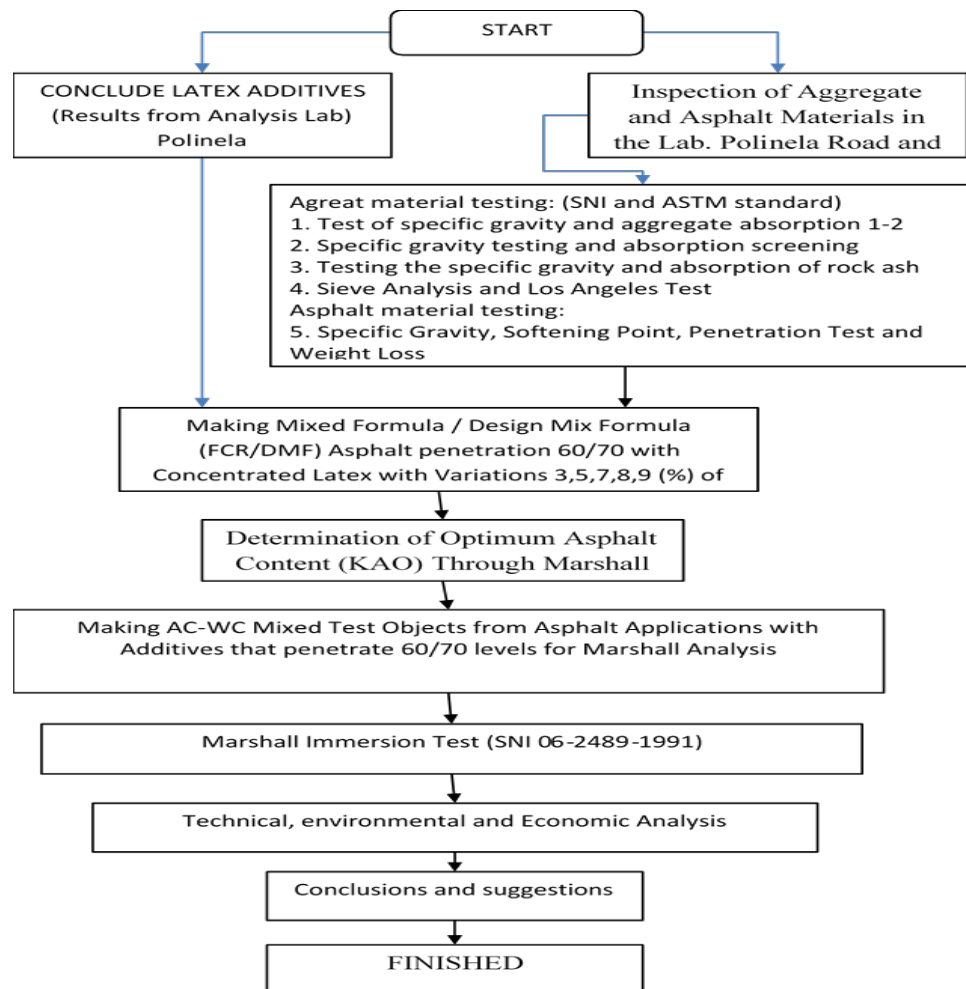 START
CONCLUDE LATEX ADDITIVES
(Results from Analysis Lab)
Polinela
Inspection of Aggregate
and Asphalt Materials in
the Lab. Polinela Road and
Agreat material testing: (SNI and ASTM standard)
1. Test of specific gravity and aggregate absorption 1-2
2. Specific gravity testing and absorption screening
3. Testing the specific gravity and absorption of rock ash
4. Sieve Analysis and Los Angeles Test
Asphalt material testing:
5. Specific Gravity, Softening Point, Penetration Test and
Weight Loss
Making Mixed Formula / Design Mix Formula
(FCR/DMF) Asphalt penetration 60/70 with
Concentrated Latex with Variations 3,5,7,8,9 (%) of
Determination of Optimum Asphalt
Content (KAO) Through Marshall
Making AC-WC Mixed Test Objects from Asphalt Applications with
Additives that penetrate 60/70 levels for Marshall Analysis
Marshall Immersion Test (SNI 06-2489-1991)
Technical, environmental and Economic Analysis
Conclusions and suggestions
FINISHED